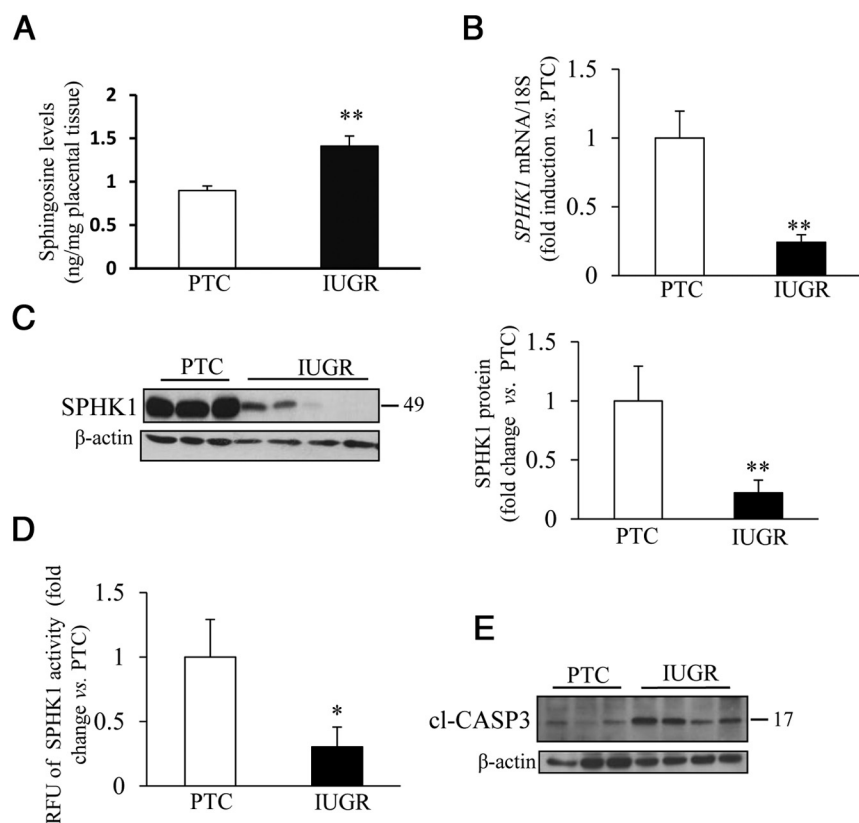 A
Sphingosine levels
(ng/mg placental tissue)
2
1.5
1
0.5
0
**
PTC IUGR
B
SPHK1 mRNA/18S
(fold induction vs. PTC)
1.5
1
0.5
0
**
PTC IUGR
C
PTC IUGR
SPHK1 49
β-actin
SPHK1 protein
(fold change vs. PTC)
1.5
1
0.5
0
**
PTC IUGR
D
RFU of SPHK1 activity (fold
change vs. PTC)
1.5
1
0.5
0
*
PTC IUGR
E
PTC IUGR
cl-CASP3 17
β-actin